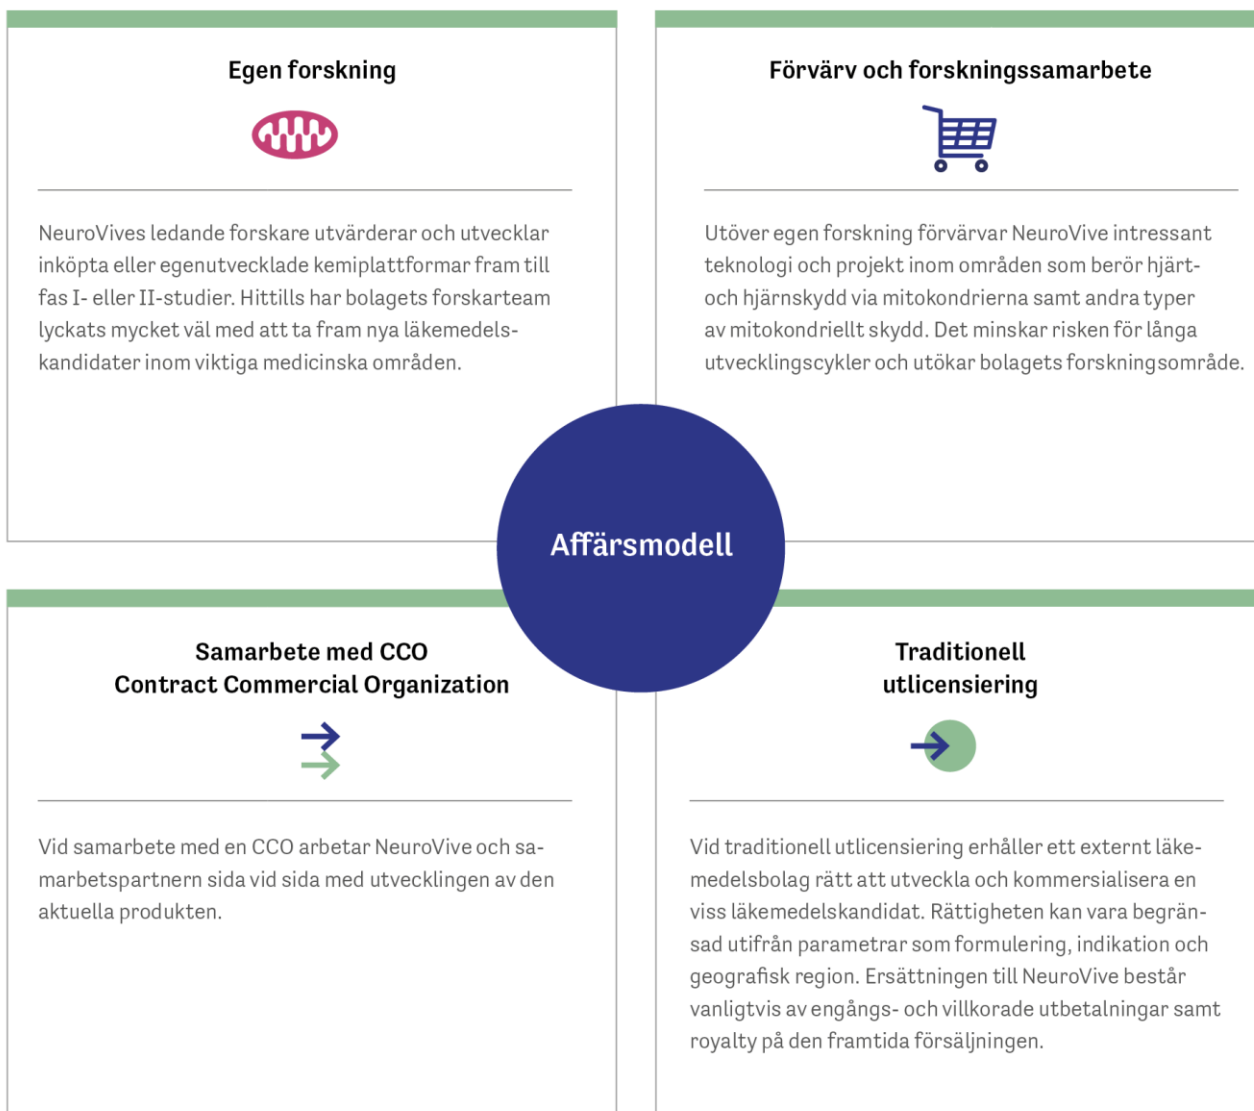 Egen forskning
NeuroVives ledande forskare utvärderar och utvecklar
inköpta eller egenutvecklade kemiplattformar fram till
fas I- eller II-studier. Hittills har bolagets forskarteam
lyckats mycket väl med att ta fram nya läkemedels-
kandidater inom viktiga medicinska områden.
Förvärv och forskningssamarbete
Utöver egen forskning förvärvar NeuroVive intressant
teknologi och projekt inom områden som berör hjärt-
och hjärnskydd via mitokondrierna samt andra typer
av mitokondriellt skydd. Det minskar risken för långa
utvecklingscykler och utökar bolagets forskningsområde.
Affärsmodell
Samarbete med CCO
Contract Commercial Organization
Vid samarbete med en CCO arbetar NeuroVive och sa-
marbetspartnern sida vid sida med utvecklingen av den
aktuella produkten.
Traditionell
utlicensiering
Vid traditionell utlicensiering erhåller ett externt läke-
medelsbolag rätt att utveckla och kommersialisera en
viss läkemedelskandidat. Rättigheten kan vara begrän-
sad utifrån parametrar som formulering, indikation och
geografisk region. Ersättningen till NeuroVive består
vanligtvis av engångs- och villkorade utbetalningar samt
royalty på den framtida försäljningen.